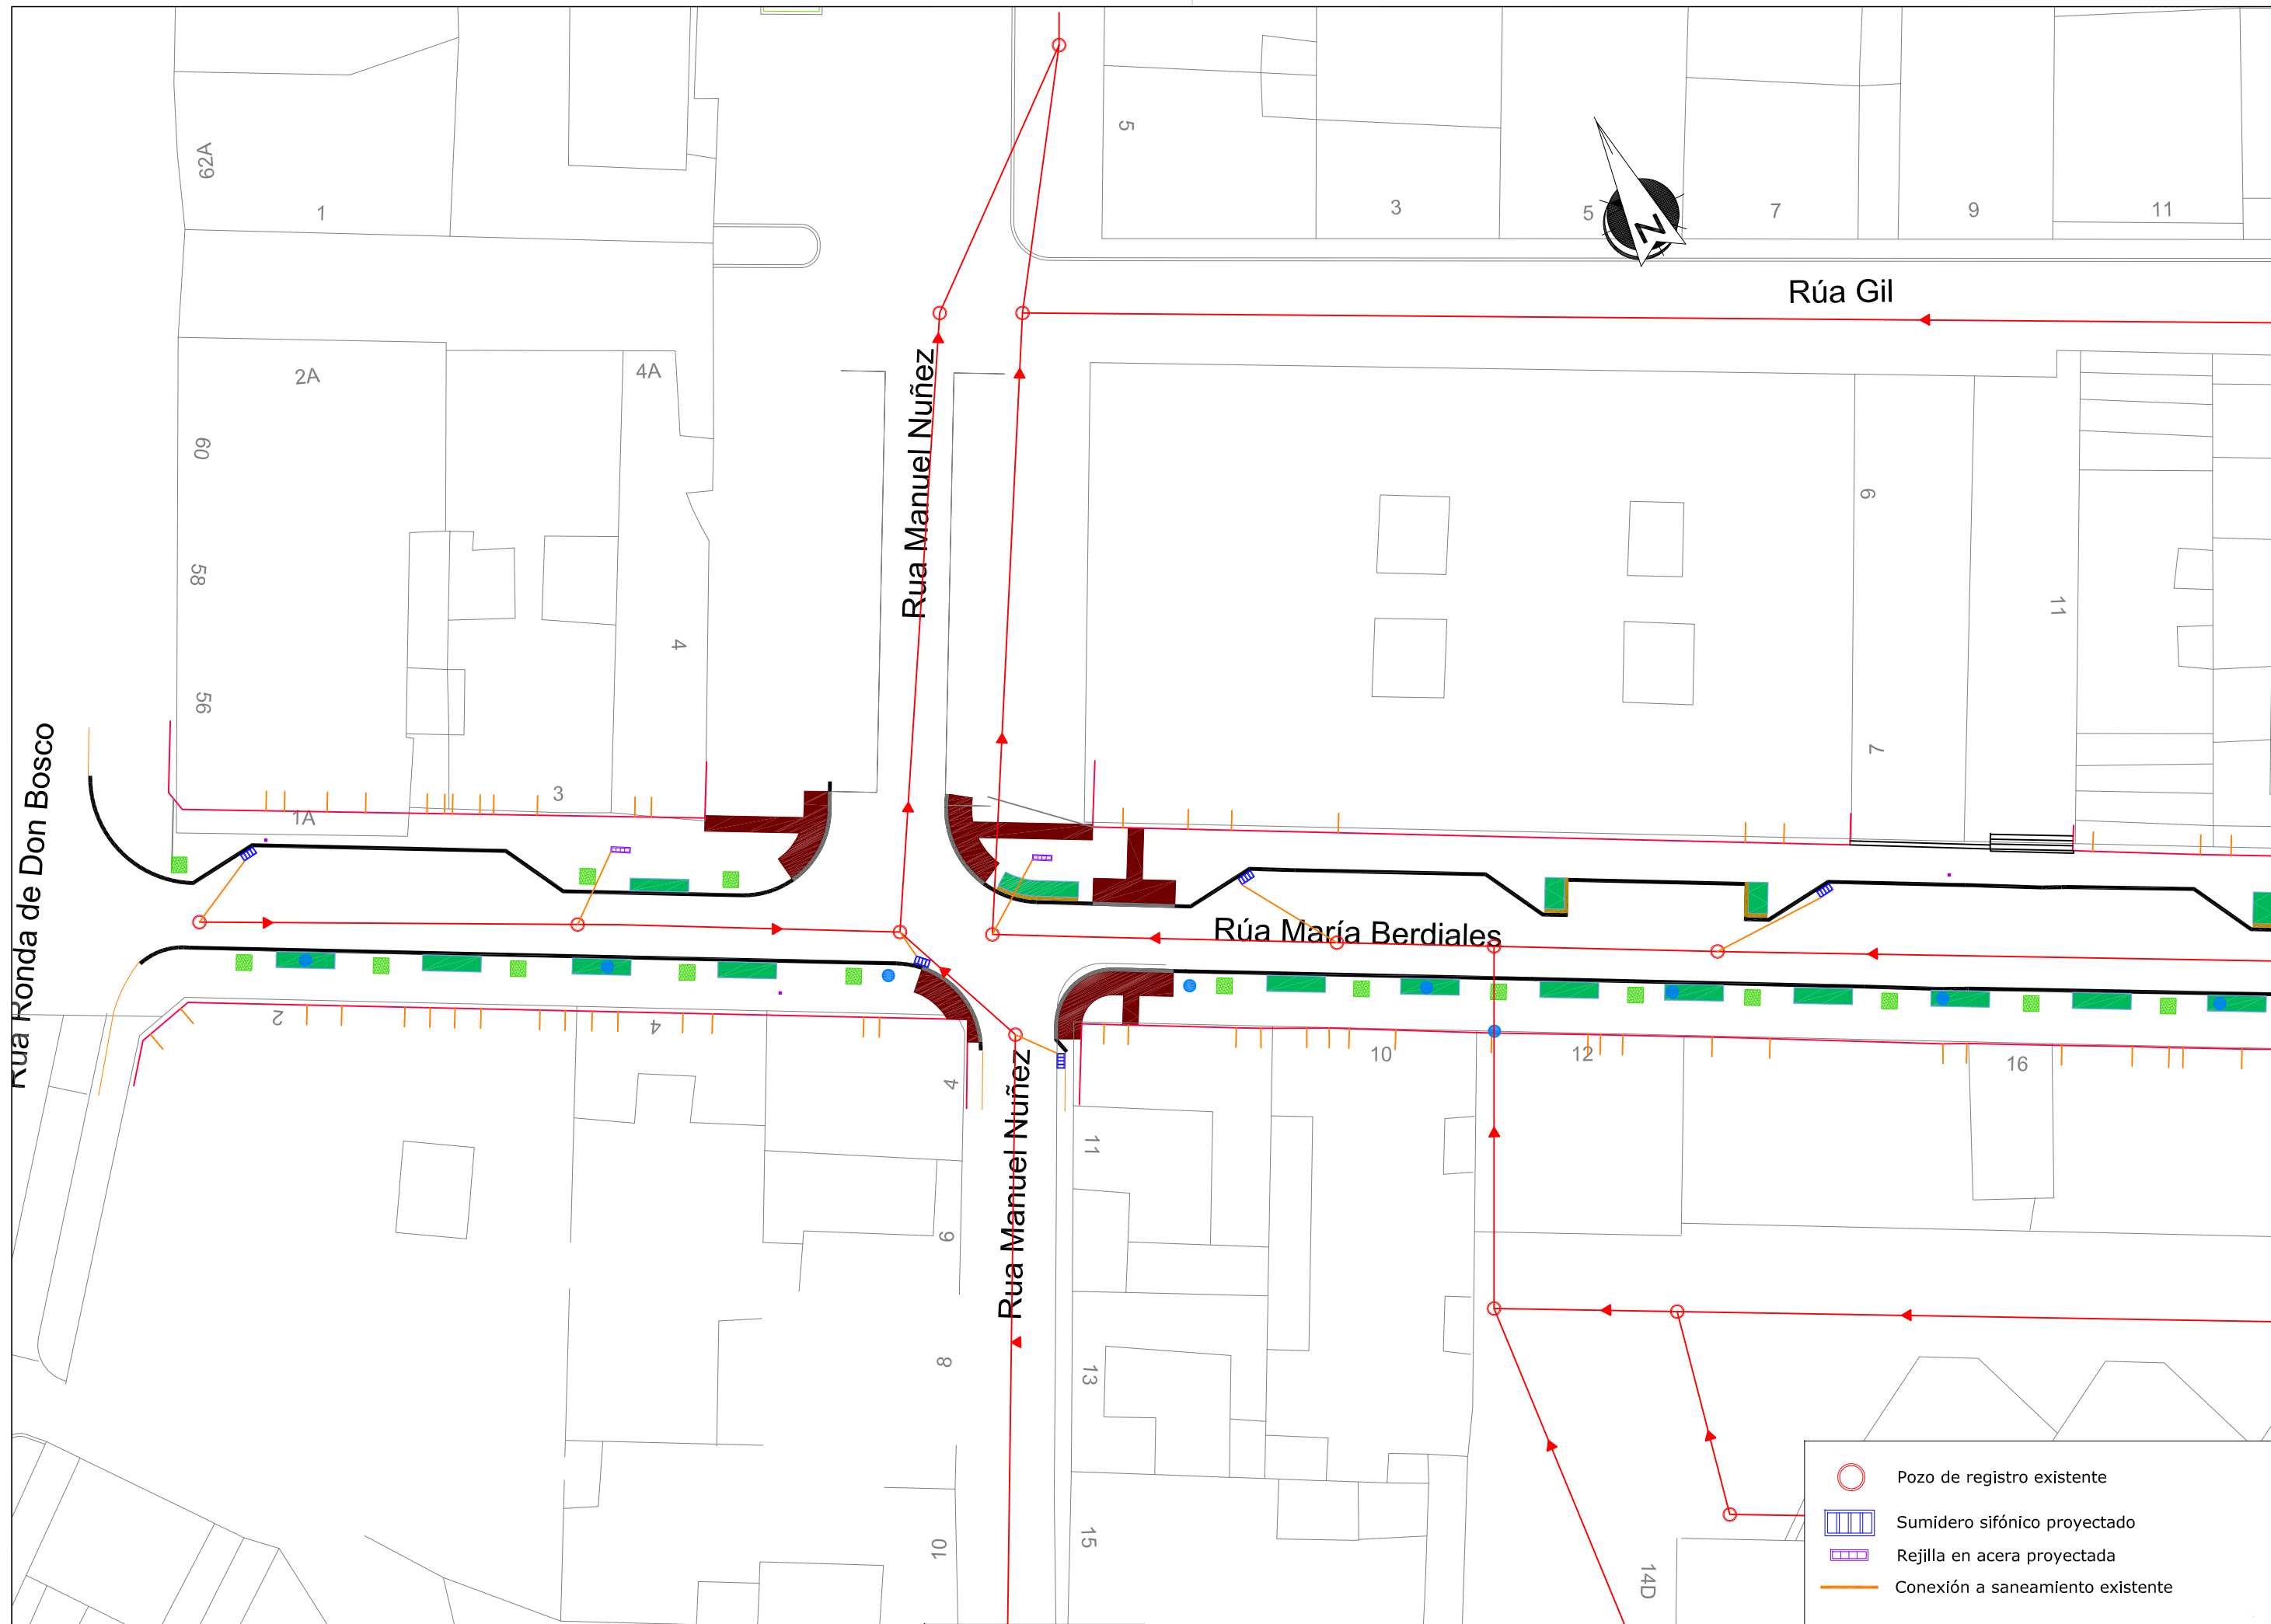 62A
1
5
3
5
7
9
11
N
Rúa Gil
2A
4A
60
58
56
4
Rua Manuel Nuñez
6
7
11
Rúa Ronda de Don Bosco
1A
3
Rúa María Berdiales
2
4
4
6
8
10
Rua Manuel Nuñez
11
13
15
10
12
16
14D
Pozo de registro existente
Sumidero sifónico proyectado
Rejilla en acera proyectada
Conexión a saneamiento existente